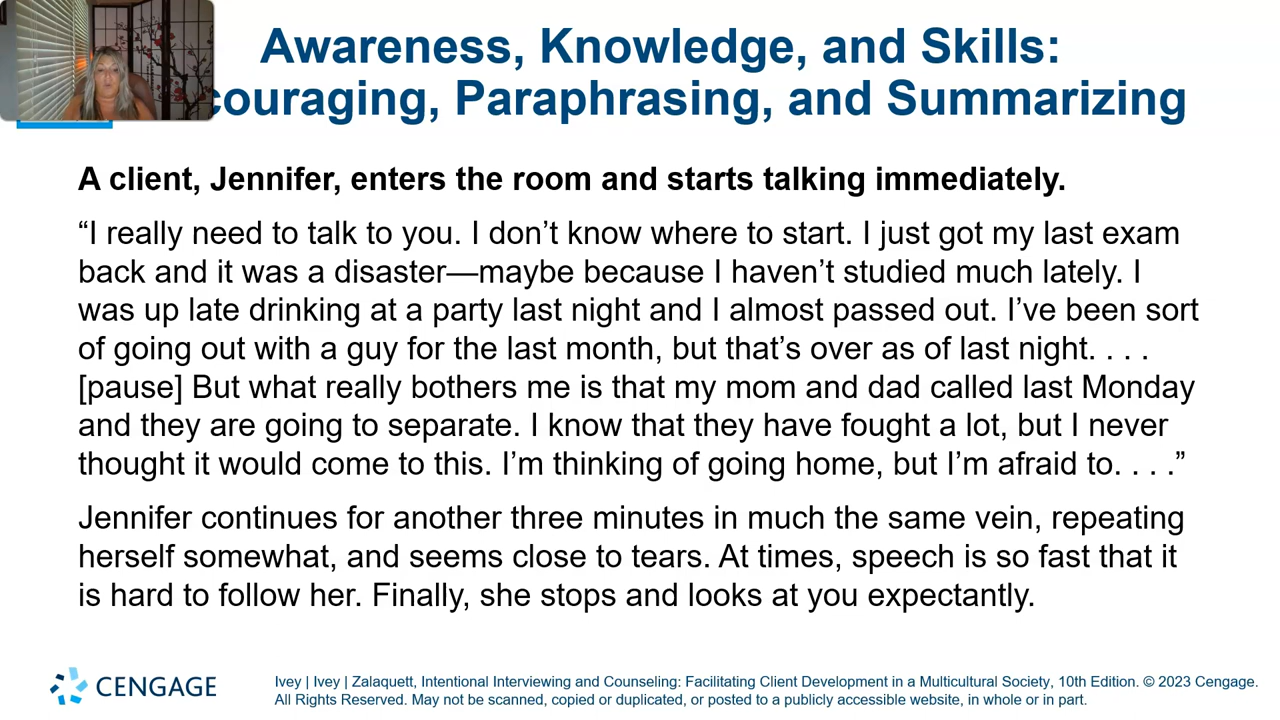 Awareness, Knowledge, and Skills:
couraging, Paraphrasing, and Summarizing
A client, Jennifer, enters the room and starts talking immediately.
“I really need to talk to you. I don’t know where to start. I just got my last exam
back and it was a disaster—maybe because I haven’t studied much lately. I
was up late drinking at a party last night and I almost passed out. I’ve been sort
of going out with a guy for the last month, but that’s over as of last night. . . .
[pause] But what really bothers me is that my mom and dad called last Monday
and they are going to separate. I know that they have fought a lot, but I never
thought it would come to this. I’m thinking of going home, but I’m afraid to. . . .”
Jennifer continues for another three minutes in much the same vein, repeating
herself somewhat, and seems close to tears. At times, speech is so fast that it
is hard to follow her. Finally, she stops and looks at you expectantly.
CENGAGE
Ivey | Ivey | Zalaquett, Intentional Interviewing and Counseling: Facilitating Client Development in a Multicultural Society, 10th Edition. © 2023 Cengage.
All Rights Reserved. May not be scanned, copied or duplicated, or posted to a publicly accessible website, in whole or in part.